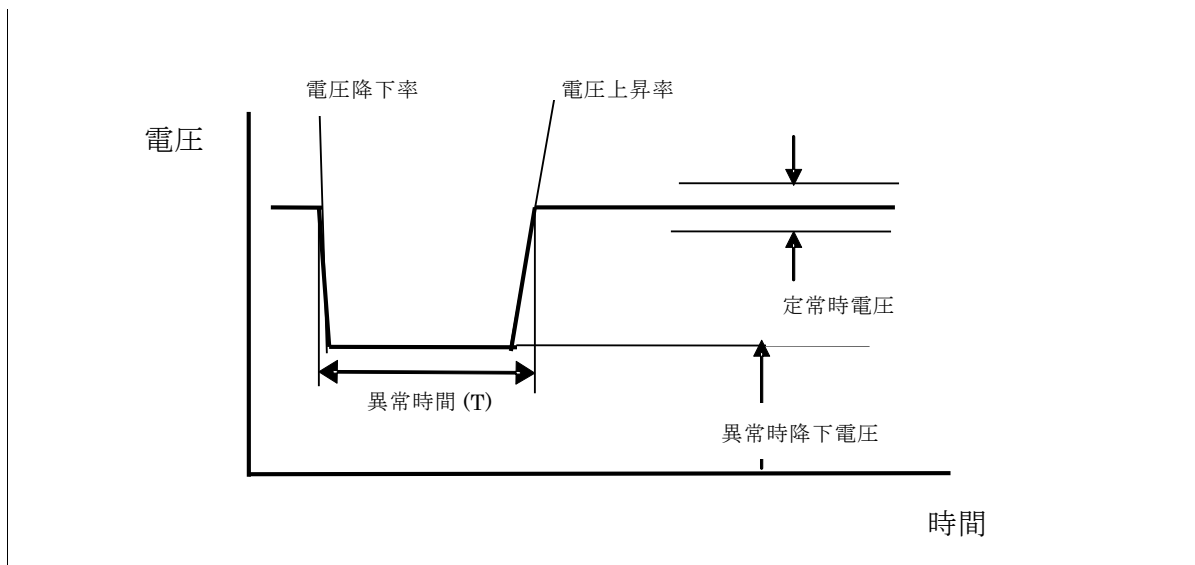 電圧降下率
電圧上昇率
電圧
定常時電圧
異常時間 (T)
異常時降下電圧
時間